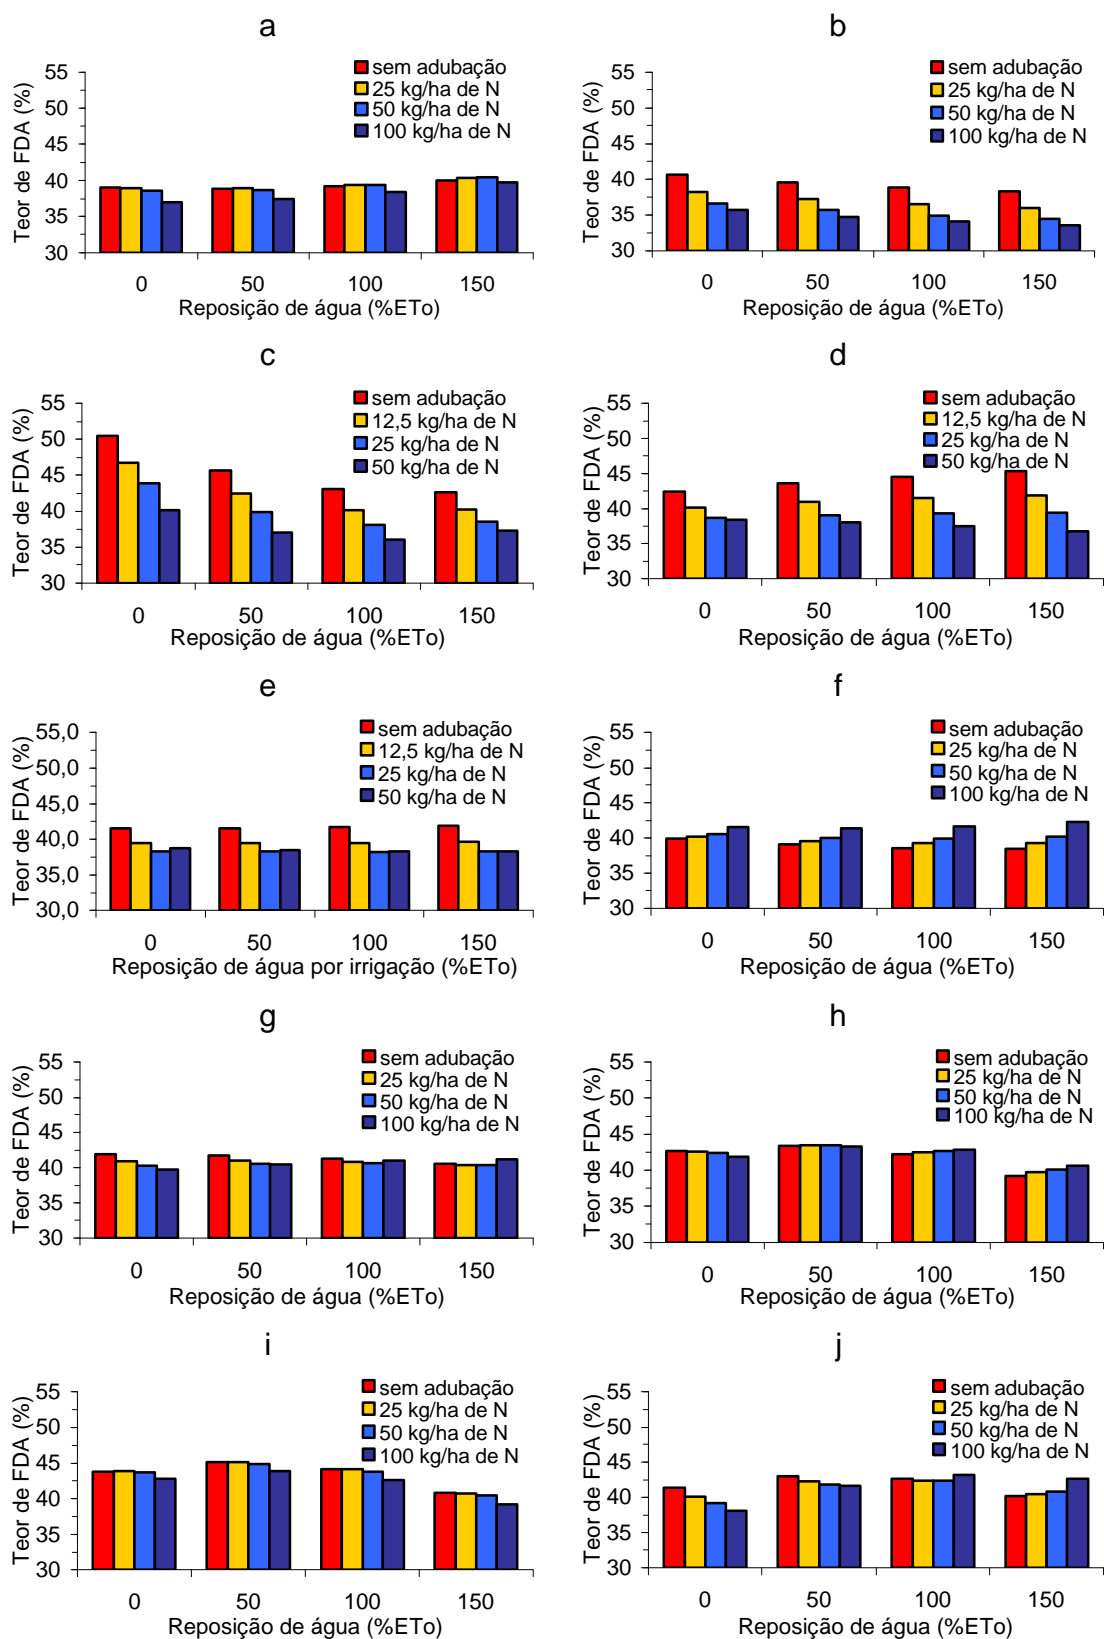 a
Teor de FDA (%)
55
50
45
40
35
30
sem adubação
25 kg/ha de N
50 kg/ha de N
100 kg/ha de N
0 50 100 150
Reposição de água (%ETo)
b
Teor de FDA (%)
55
50
45
40
35
30
sem adubação
25 kg/ha de N
50 kg/ha de N
100 kg/ha de N
0 50 100 150
Reposição de água (%ETo)
c
Teor de FDA (%)
55
50
45
40
35
30
sem adubação
12,5 kg/ha de N
25 kg/ha de N
50 kg/ha de N
0 50 100 150
Reposição de água (%ETo)
d
Teor de FDA (%)
55
50
45
40
35
30
sem adubação
12,5 kg/ha de N
25 kg/ha de N
50 kg/ha de N
0 50 100 150
Reposição de água (%ETo)
e
Teor de FDA (%)
55,0
50,0
45,0
40,0
35,0
30,0
sem adubação
12,5 kg/ha de N
25 kg/ha de N
50 kg/ha de N
0 50 100 150
Reposição de água por irrigação (%ETo)
f
Teor de FDA (%)
55
50
45
40
35
30
sem adubação
25 kg/ha de N
50 kg/ha de N
100 kg/ha de N
0 50 100 150
Reposição de água (%ETo)
g
Teor de FDA (%)
55
50
45
40
35
30
sem adubação
25 kg/ha de N
50 kg/ha de N
100 kg/ha de N
0 50 100 150
Reposição de água (%ETo)
h
Teor de FDA (%)
55
50
45
40
35
30
sem adubação
25 kg/ha de N
50 kg/ha de N
100 kg/ha de N
0 50 100 150
Reposição de água (%ETo)
i
Teor de FDA (%)
55
50
45
40
35
30
sem adubação
25 kg/ha de N
50 kg/ha de N
100 kg/ha de N
0 50 100 150
Reposição de água (%ETo)
j
Teor de FDA (%)
55
50
45
40
35
30
sem adubação
25 kg/ha de N
50 kg/ha de N
100 kg/ha de N
0 50 100 150
Reposição de água (%ETo)